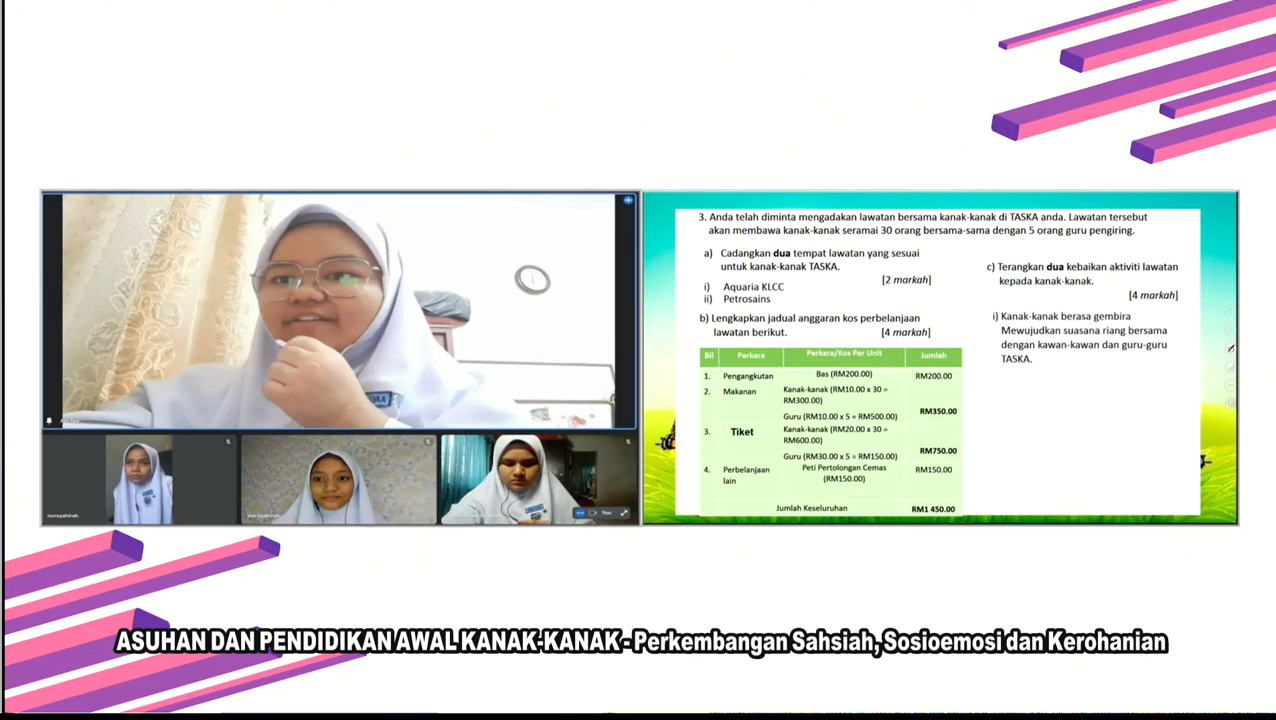 3. Anda telah diminta mengadakan lawatan bersama kanak-kanak di TASKA anda. Lawatan tersebut
akan membawa kanak-kanak seramai 30 orang bersama-sama dengan 5 orang guru pengiring.
a) Cadangkan dua tempat lawatan yang sesuai
untuk kanak-kanak TASKA.
[2 markah]
i) Aquaria KLCC
ii) Petrosains
b) Lengkapkan jadual anggaran kos perbelanjaan
lawatan berikut. [4 markah]
Bil Perkara Perkara/Kos Per Unit Jumlah
1. Pengangkutan Bas (RM200.00) RM200.00
2. Makanan Kanak-kanak (RM10.00 x 30 =
RM300.00)
Guru (RM10.00 x 5 = RM500.00) RM350.00
3. Tiket Kanak-kanak (RM20.00 x 30 =
RM600.00)
Guru (RM30.00 x 5 = RM150.00) RM750.00
4. Perbelanjaan lain Peti Pertolongan Cemas
(RM150.00) RM150.00
Jumlah Keseluruhan RM1 450.00
c) Terangkan dua kebaikan aktiviti lawatan
kepada kanak-kanak.
[4 markah]
i) Kanak-kanak berasa gembira
Mewujudkan suasana riang bersama
dengan kawan-kawan dan guru-guru
TASKA.
You
ASUHAN DAN PENDIDIKAN AWAL KANAK-KANAK - Perkembangan Sahsiah, Sosioemosi dan Kerohanian